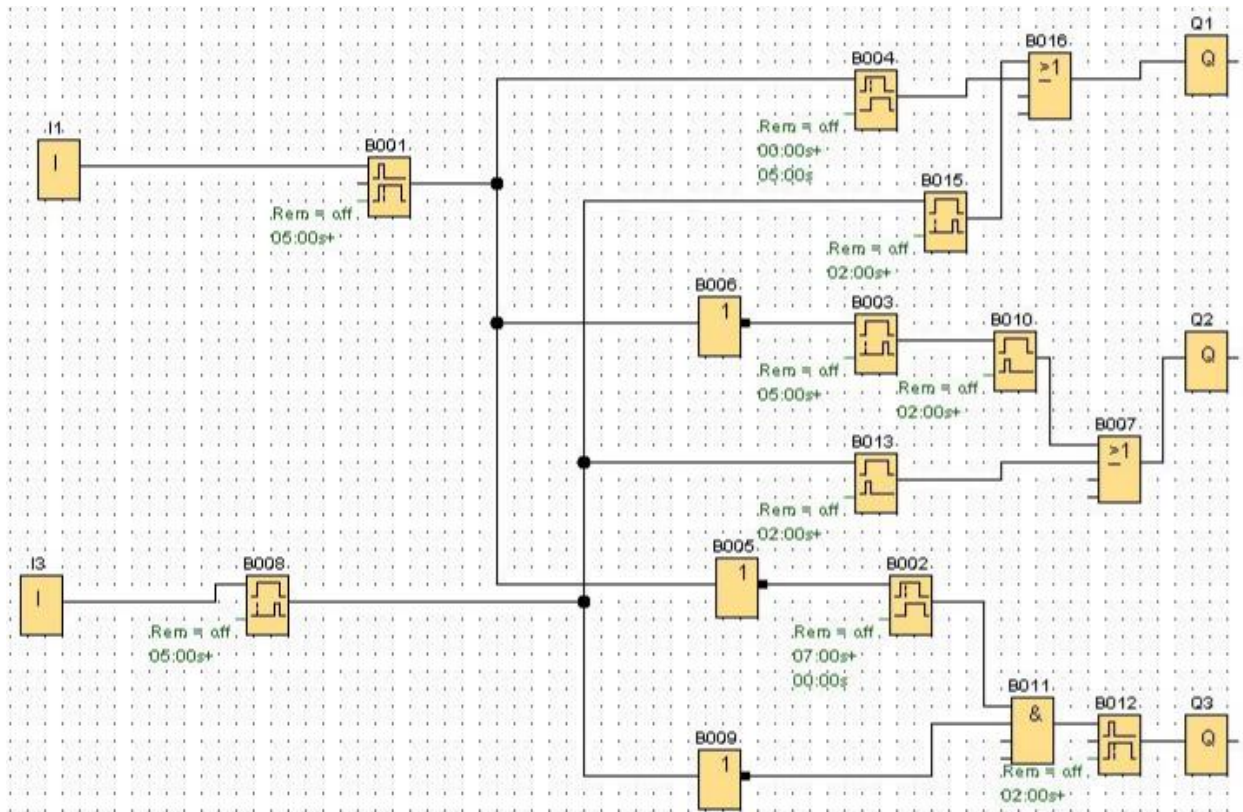 Q1
B016
Q
B004
>1
I1
Rem = off
00:00s+
05:00s
I
B001
B015
Rem = off
05:00s+
Rem = off
02:00s+
B006
B003
B010
Q2
1
Q
Rem = off
05:00s+
Rem = off
02:00s+
B007
B013
>1
Rem = off
02:00s+
B005
I3
B008
1
B002
I
Rem = off
05:00s+
Rem = off
07:00s+
00:00s
B011
B012
Q3
&
Q
B009
1
Rem = off
02:00s+